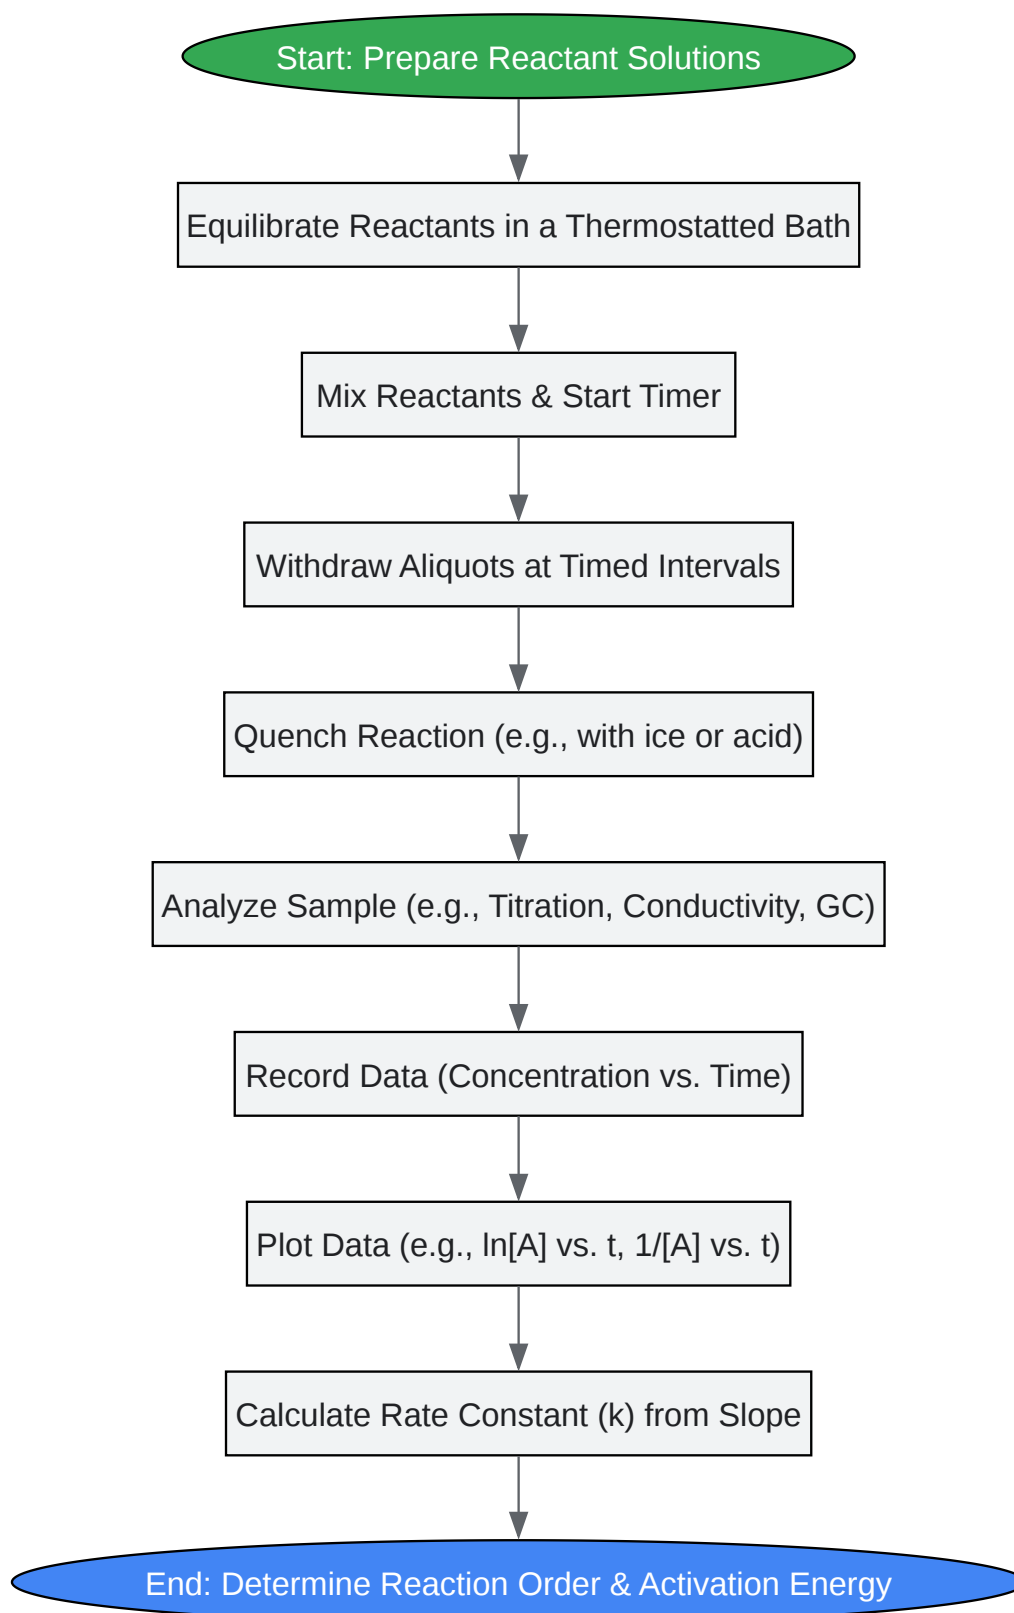 Start: Prepare Reactant Solutions
Equilibrate Reactants in a Thermostatted Bath
Mix Reactants & Start Timer
Withdraw Aliquots at Timed Intervals
Quench Reaction (e.g., with ice or acid)
Analyze Sample (e.g., Titration, Conductivity, GC)
Record Data (Concentration vs. Time)
Plot Data (e.g., ln[A] vs. t, 1/[A] vs. t)
Calculate Rate Constant (k) from Slope
End: Determine Reaction Order & Activation Energy